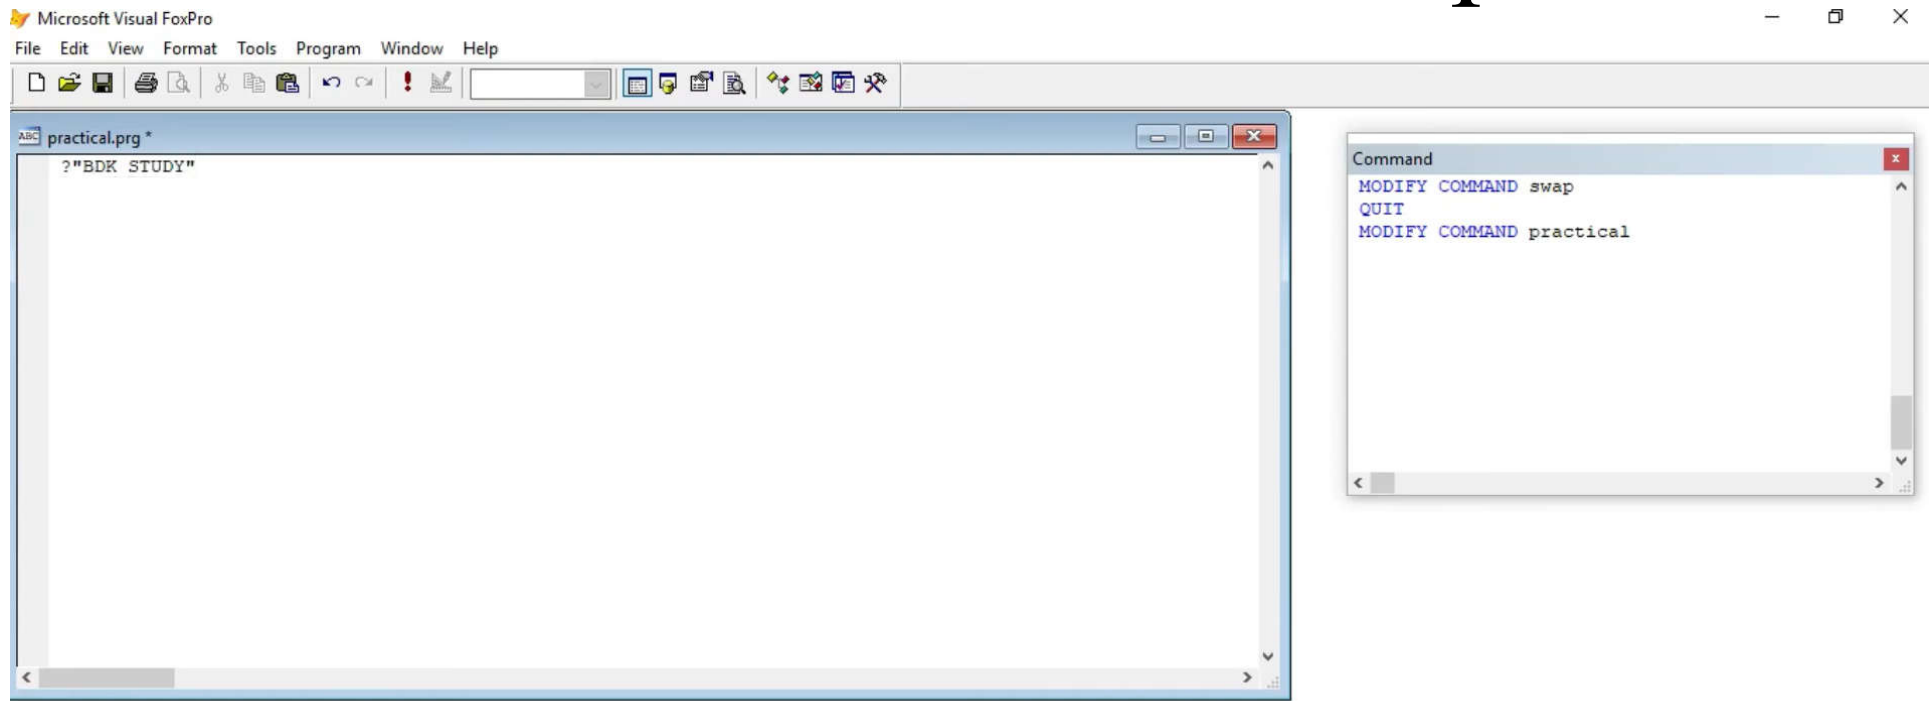 Microsoft Visual FoxPro
File Edit View Format Tools Program Window Help
ABC practical.prg *
?"BDK STUDY"
Command
MODIFY COMMAND swap
QUIT
MODIFY COMMAND practical